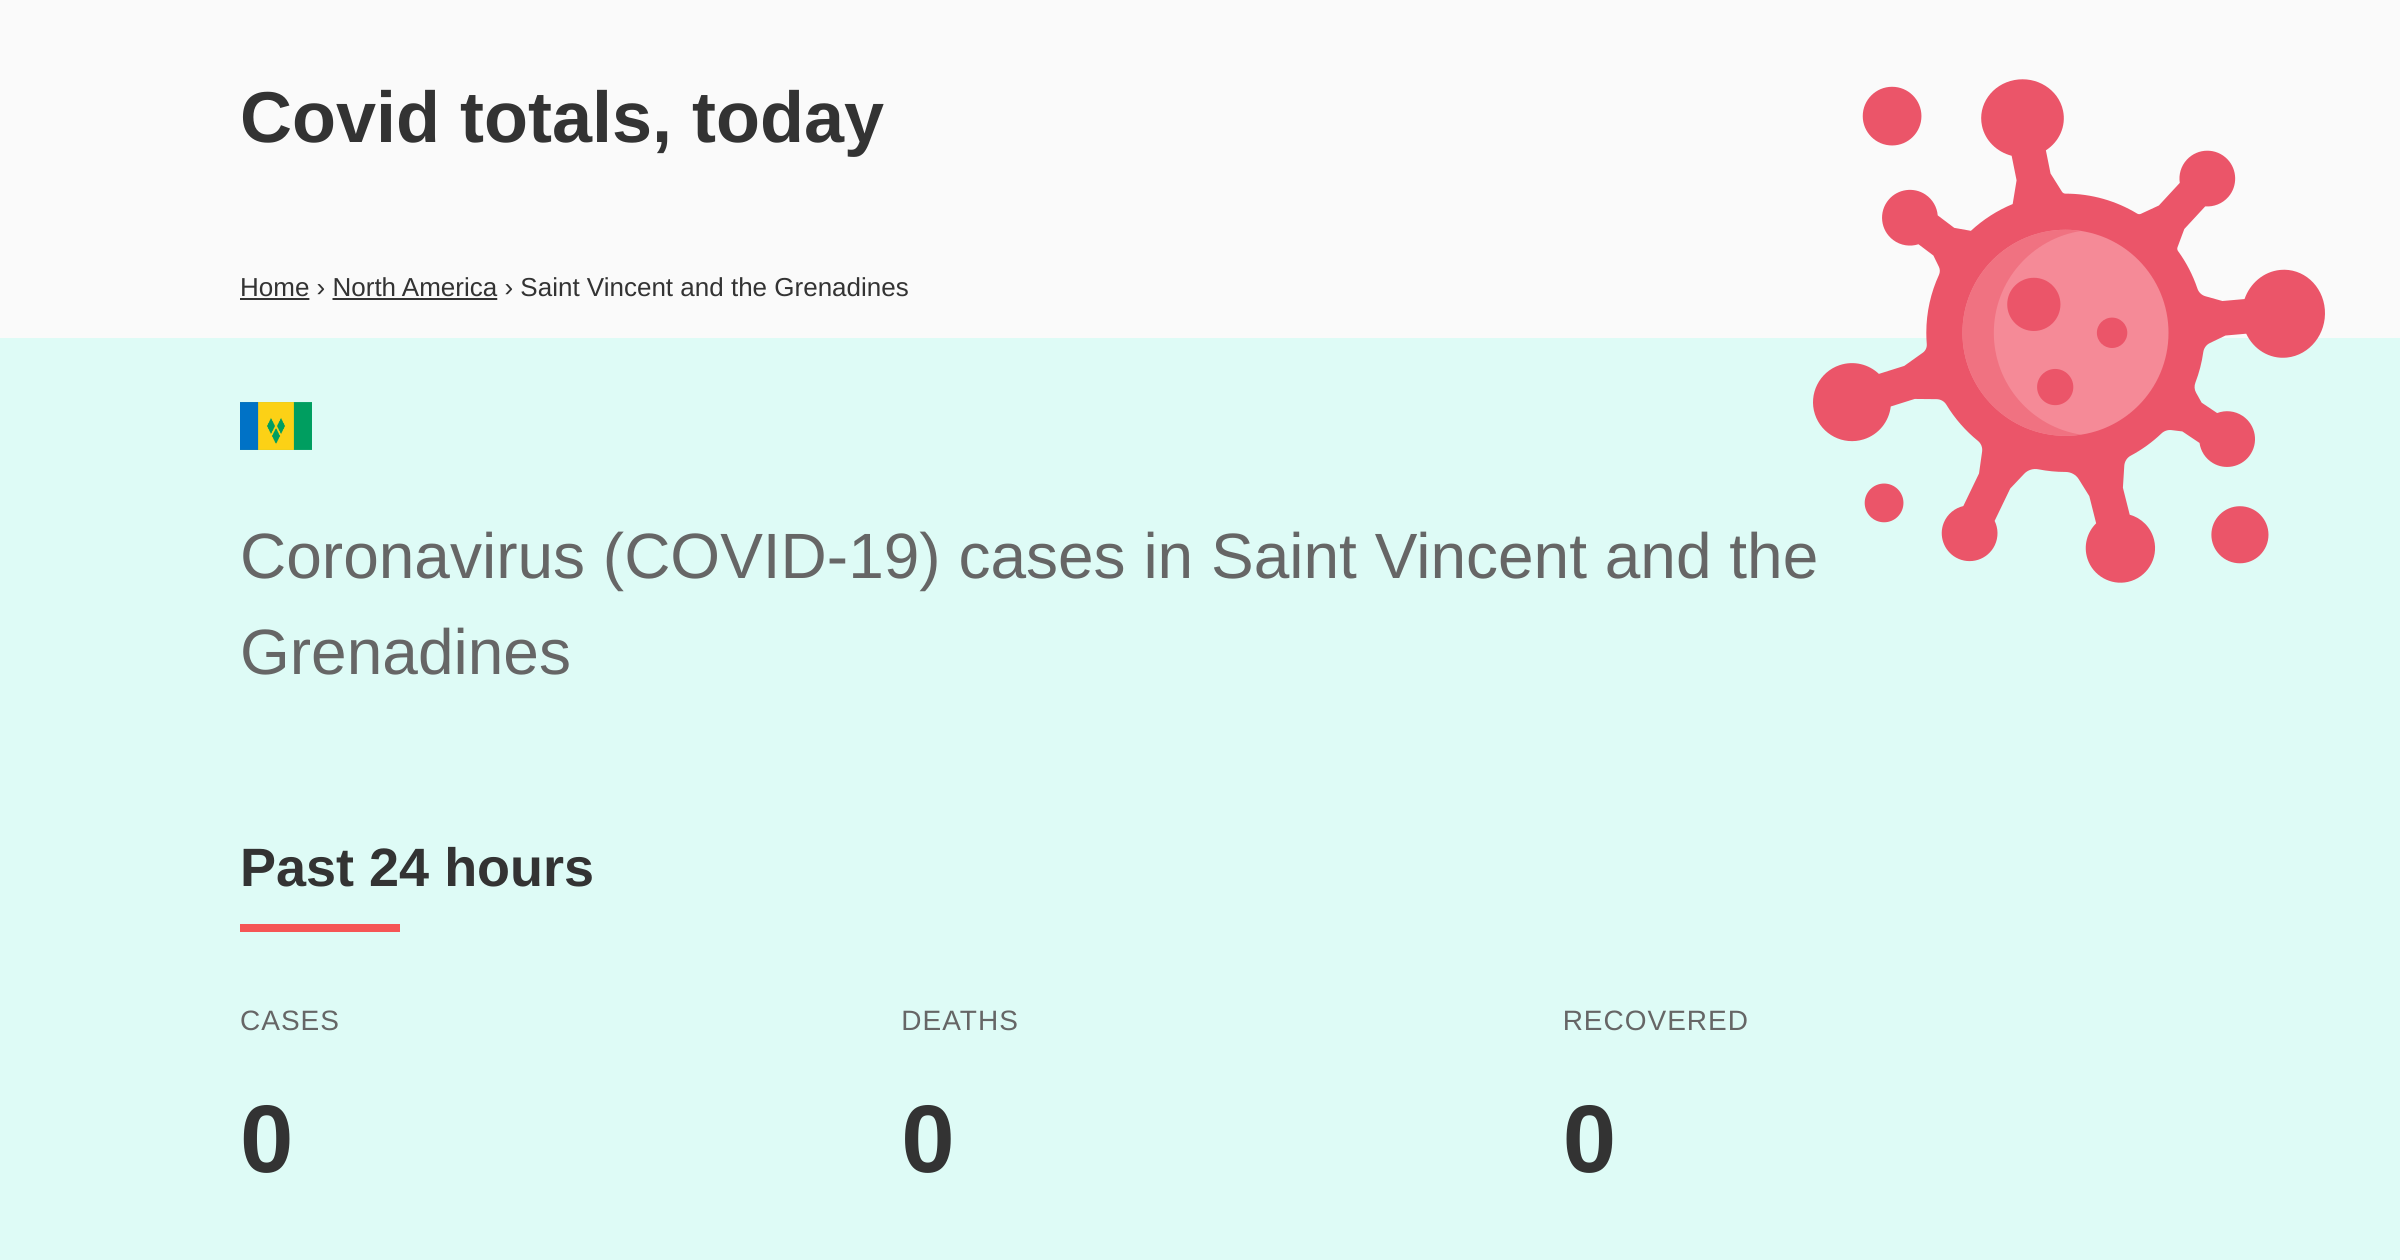 Covid totals, today
Home › North America › Saint Vincent and the Grenadines
Coronavirus (COVID-19) cases in Saint Vincent and the
Grenadines
Past 24 hours
CASES DEATHS RECOVERED
0 0 0